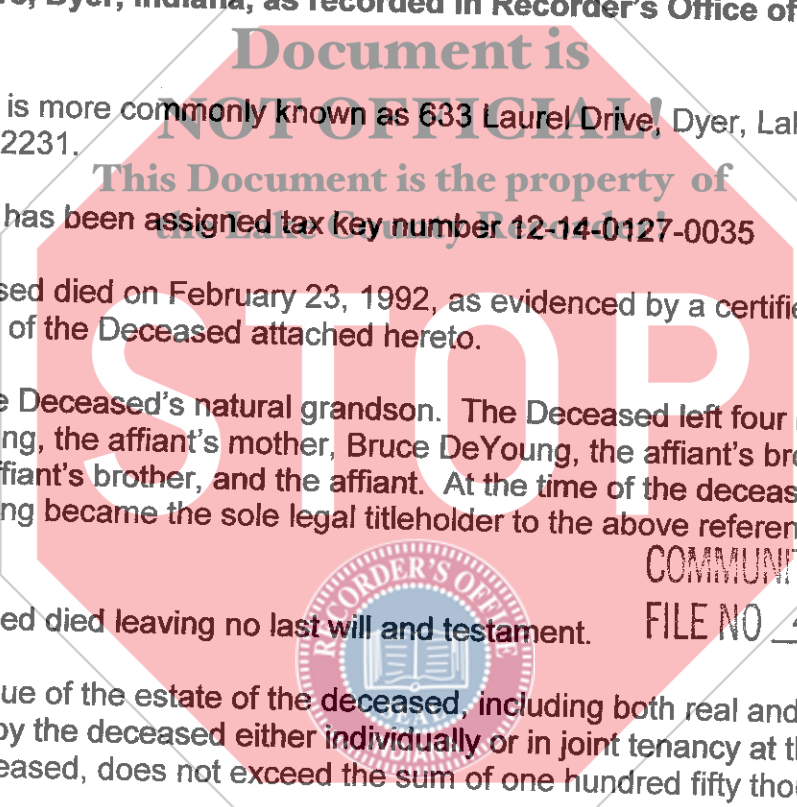 Dyer, Indiana, as recorded in Recorder's Office of
Document is
is more commonly known as 633 Laurel Drive, Dyer, Lal
NOT OFFICIAL!
2231.
This Document is the property of
has been assigned tax key number 12-14-0127-0035
the Lake County Recorder!
sed died on February 23, 1992, as evidenced by a certifie
of the Deceased attached hereto.
STOP
e Deceased's natural grandson. The Deceased left four
ng, the affiant's mother, Bruce DeYoung, the affiant's bro
ffiant's brother, and the affiant. At the time of the deceas
ng became the sole legal titleholder to the above referen
COMMUNIT
RECORDER'S OFFICE
ed died leaving no last will and testament.
FILE NO
SEAL
INDIANA
ue of the estate of the deceased, including both real and
by the deceased either individually or in joint tenancy at th
eased, does not exceed the sum of one hundred fifty thou